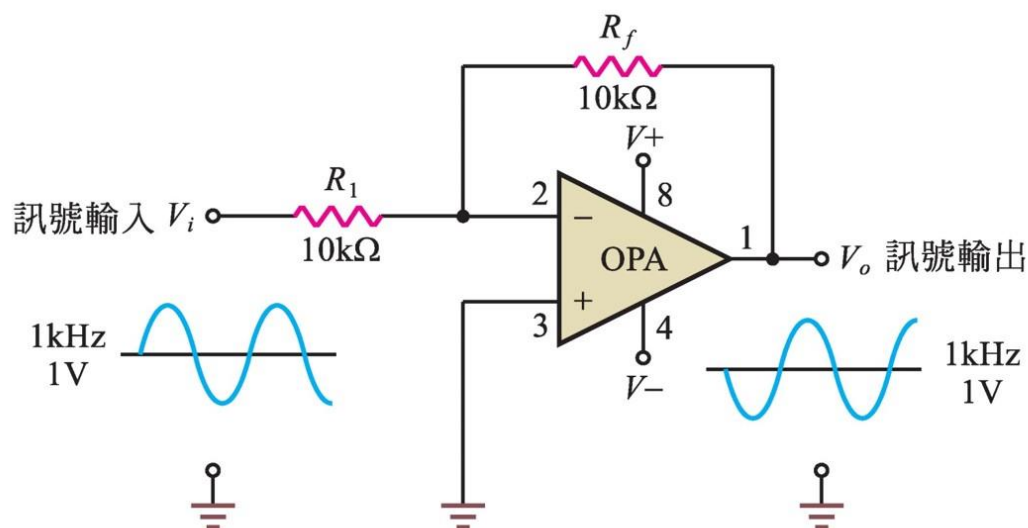 R_f
10kΩ
V+
R_1
8
2
訊號輸入 V_i
−
1
10kΩ
OPA
V_o 訊號輸出
+
3
4
1kHz
1V
V−
1kHz
1V